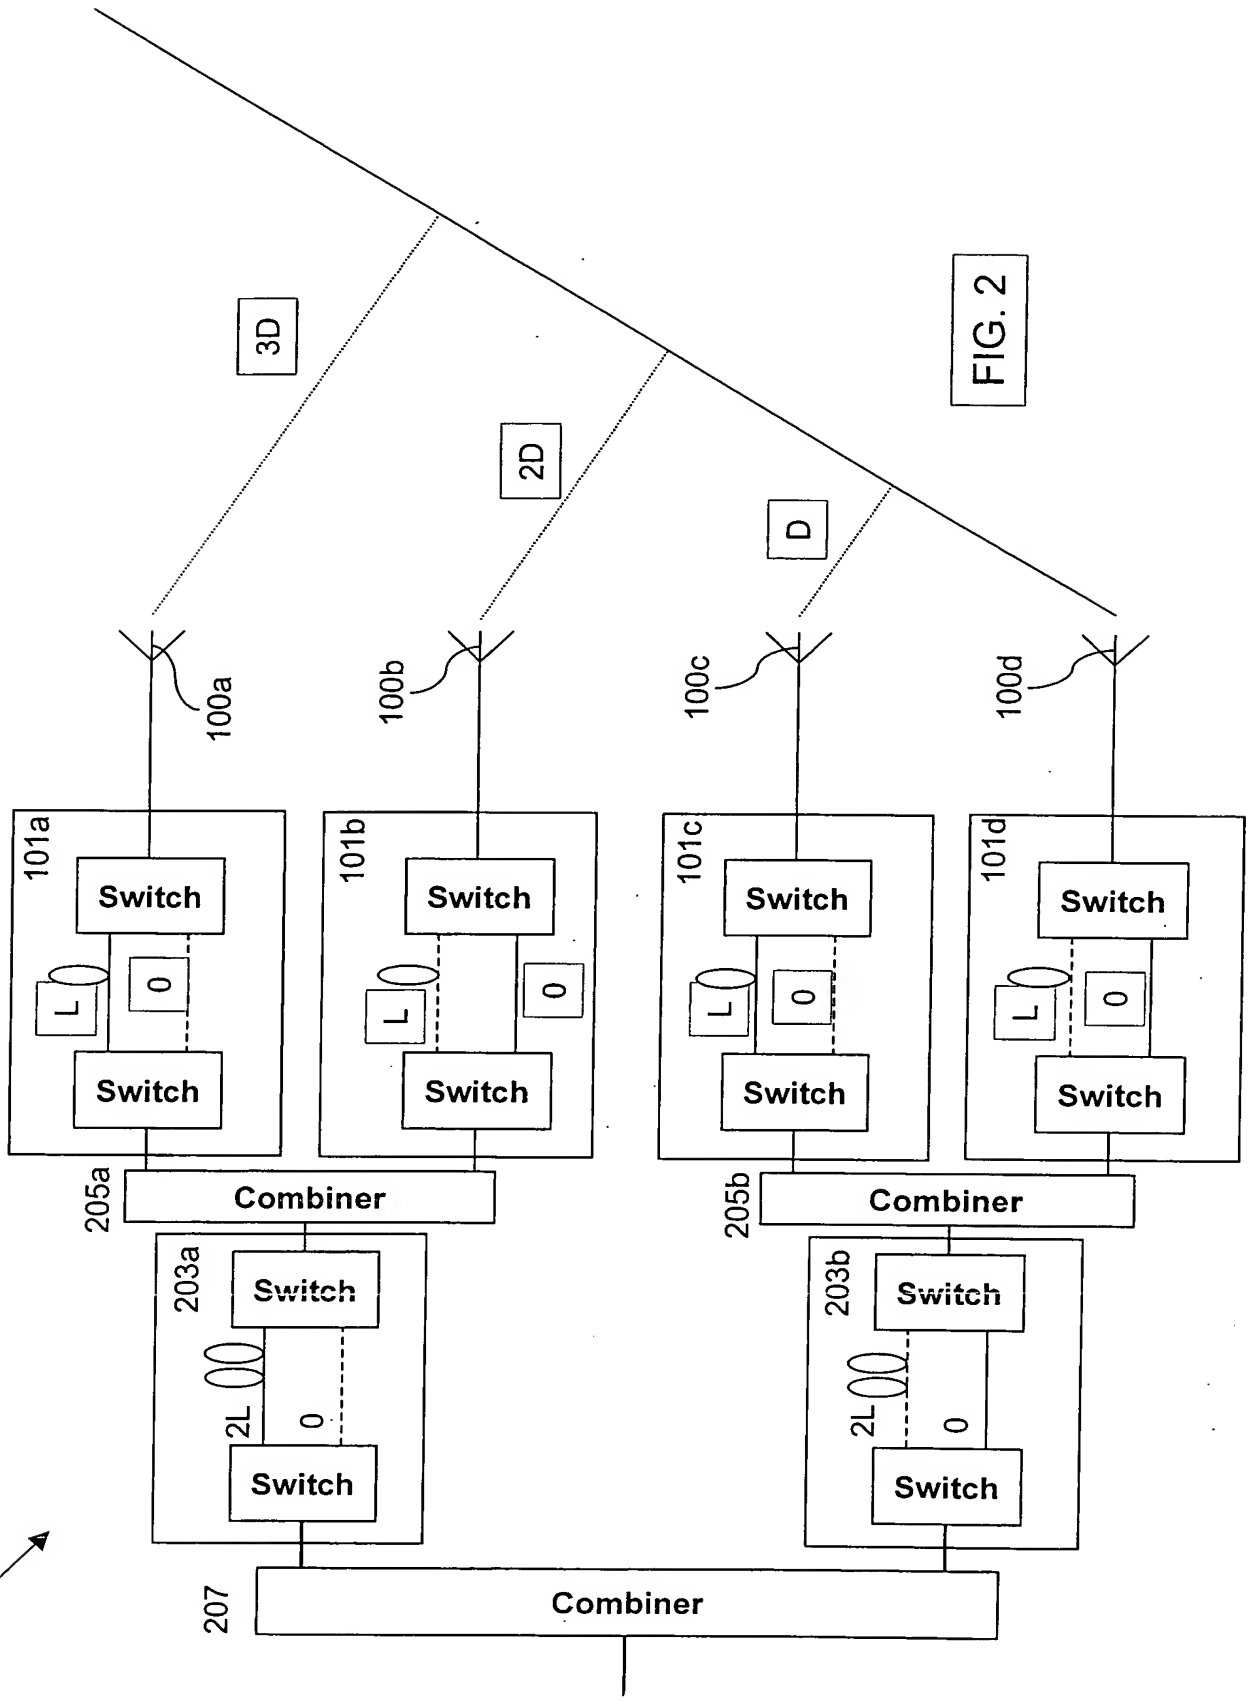 3D
2D
D
FIG. 2
100a
100b
100c
100d
101a
101b
101c
101d
Switch
Switch
Switch
Switch
L
0
L
0
L
0
L
0
Switch
Switch
Switch
Switch
205a
Combiner
205b
Combiner
203a
Switch
203b
Switch
2L
0
2L
0
Switch
Switch
207
Combiner